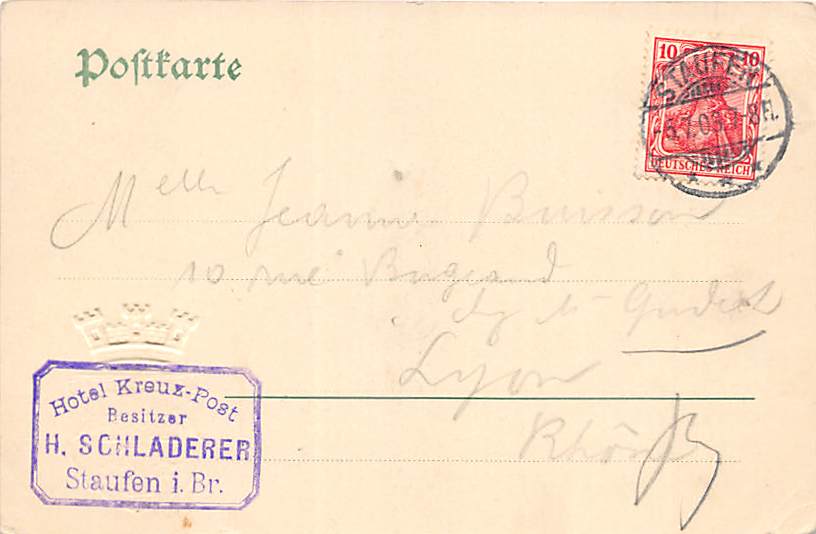 Postkarte
10 10
DEUTSCHES REICH
STAUFEN
Melle Jeanne Buisson
10 rue
Lyon
Rhône
Hotel Kreuz-Post
Besitzer
H. SCHLADERER
Staufen i. Br.